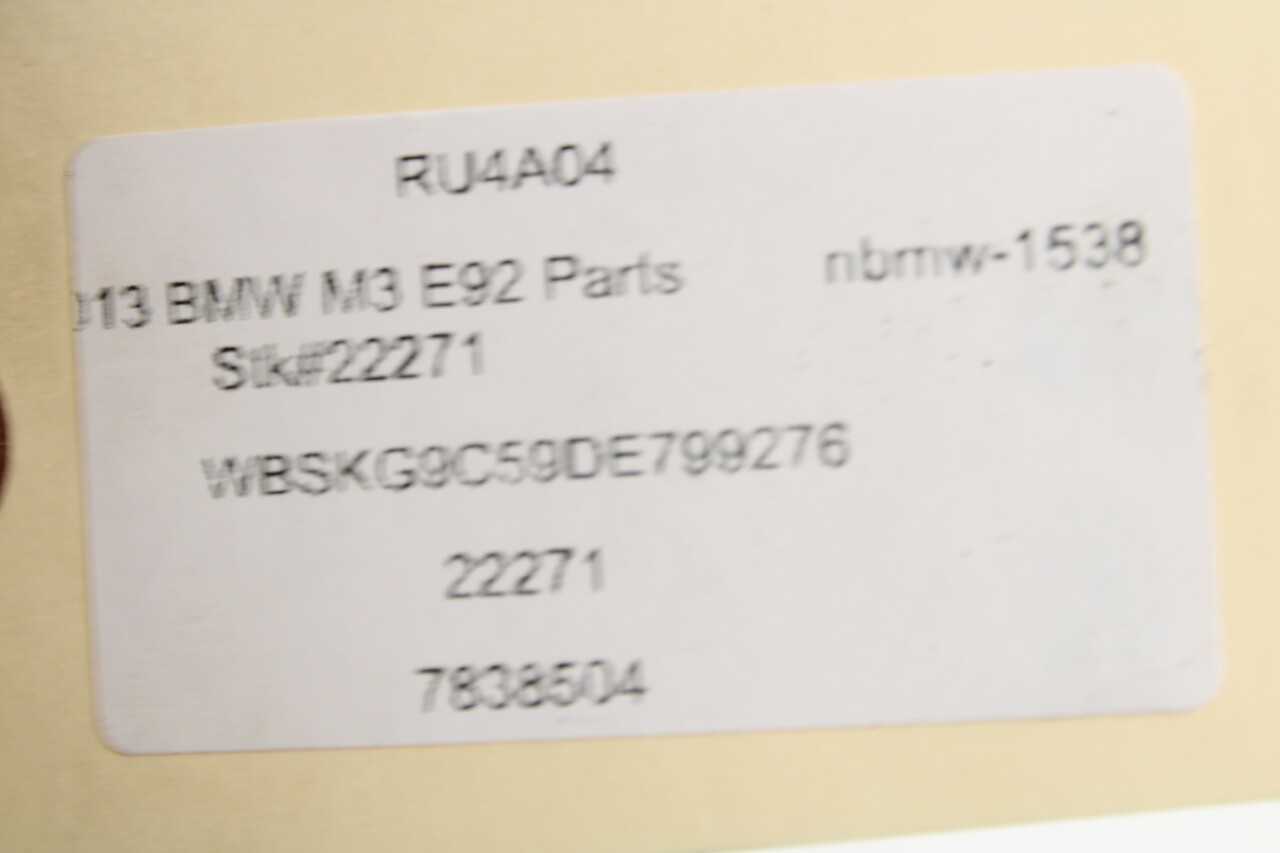 RU4A04
013 BMW M3 E92 Parts nbmw-1538
Stk#22271
WBSKG9C59DE799276
22271
7838504